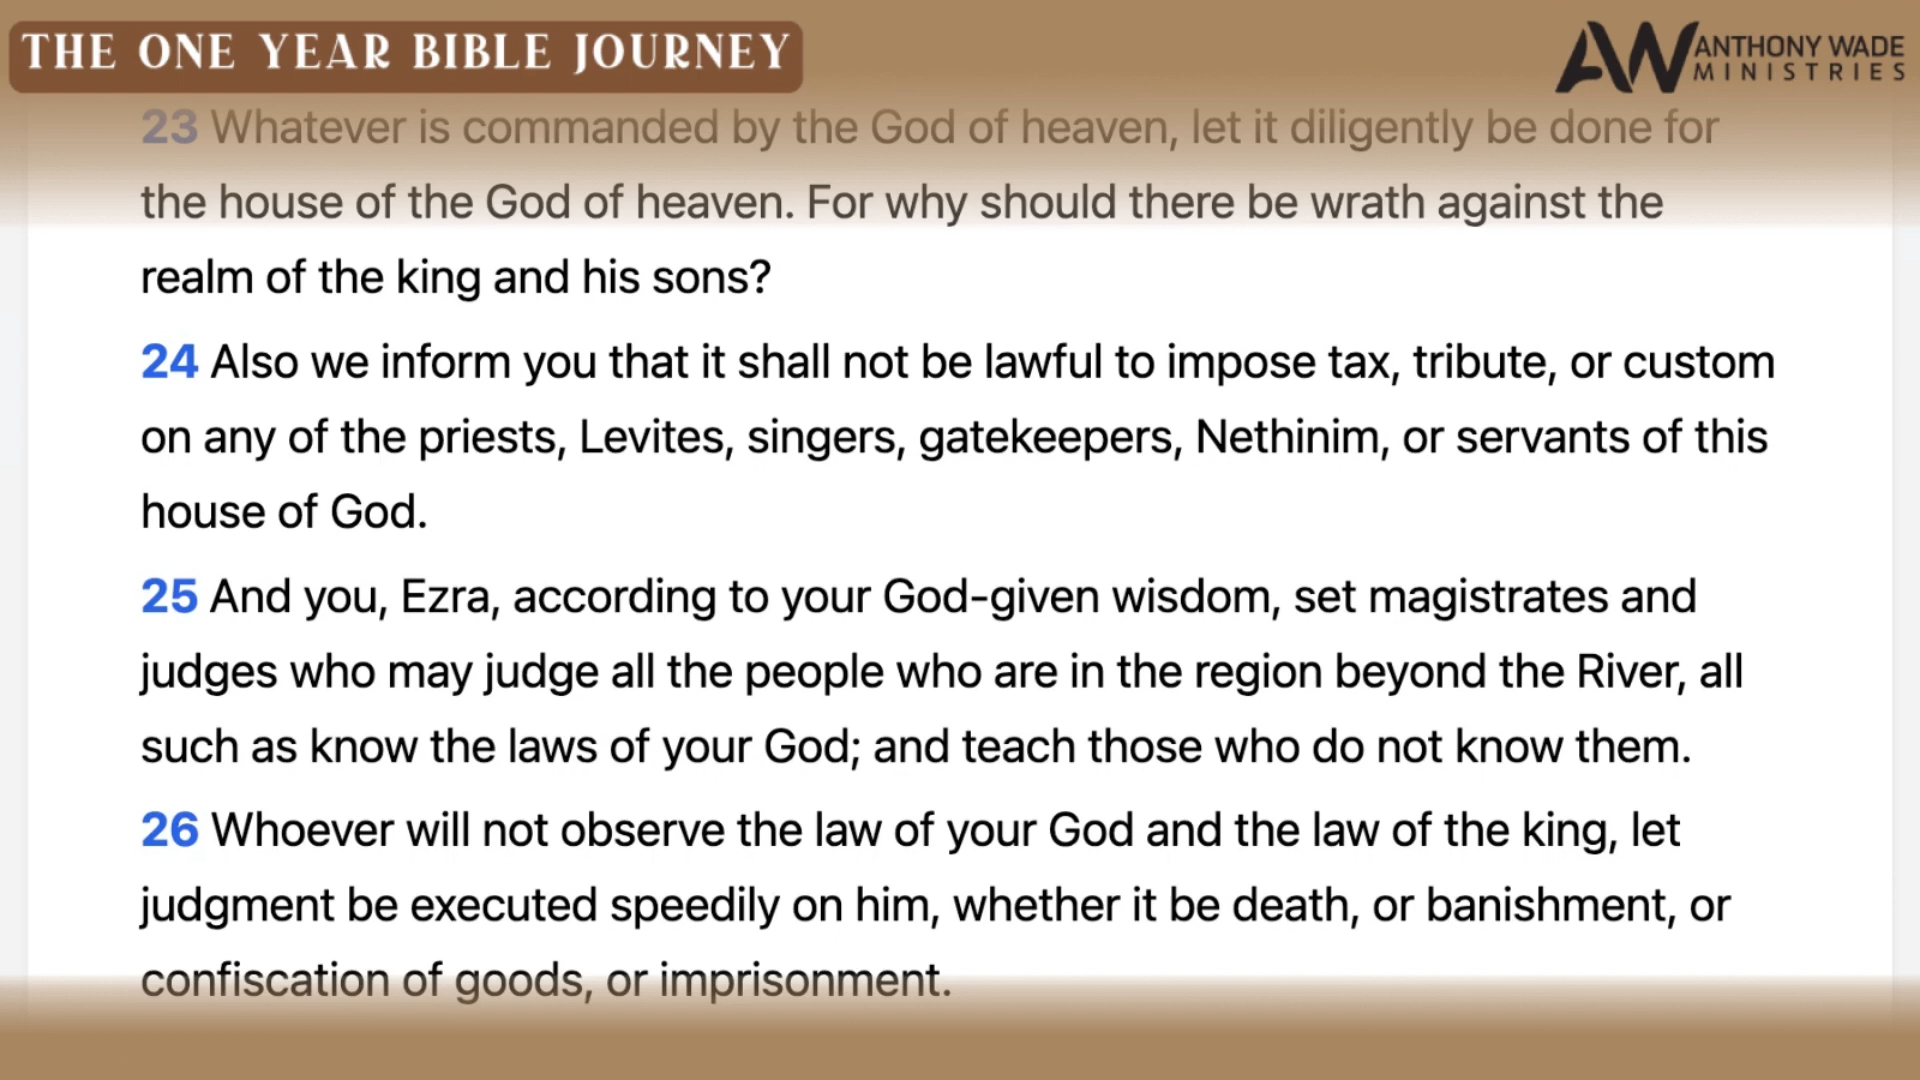 THE ONE YEAR BIBLE JOURNEY
AW ANTHONY WADE
MINISTRIES
23 Whatever is commanded by the God of heaven, let it diligently be done for
the house of the God of heaven. For why should there be wrath against the
realm of the king and his sons?
24 Also we inform you that it shall not be lawful to impose tax, tribute, or custom
on any of the priests, Levites, singers, gatekeepers, Nethinim, or servants of this
house of God.
25 And you, Ezra, according to your God-given wisdom, set magistrates and
judges who may judge all the people who are in the region beyond the River, all
such as know the laws of your God; and teach those who do not know them.
26 Whoever will not observe the law of your God and the law of the king, let
judgment be executed speedily on him, whether it be death, or banishment, or
confiscation of goods, or imprisonment.